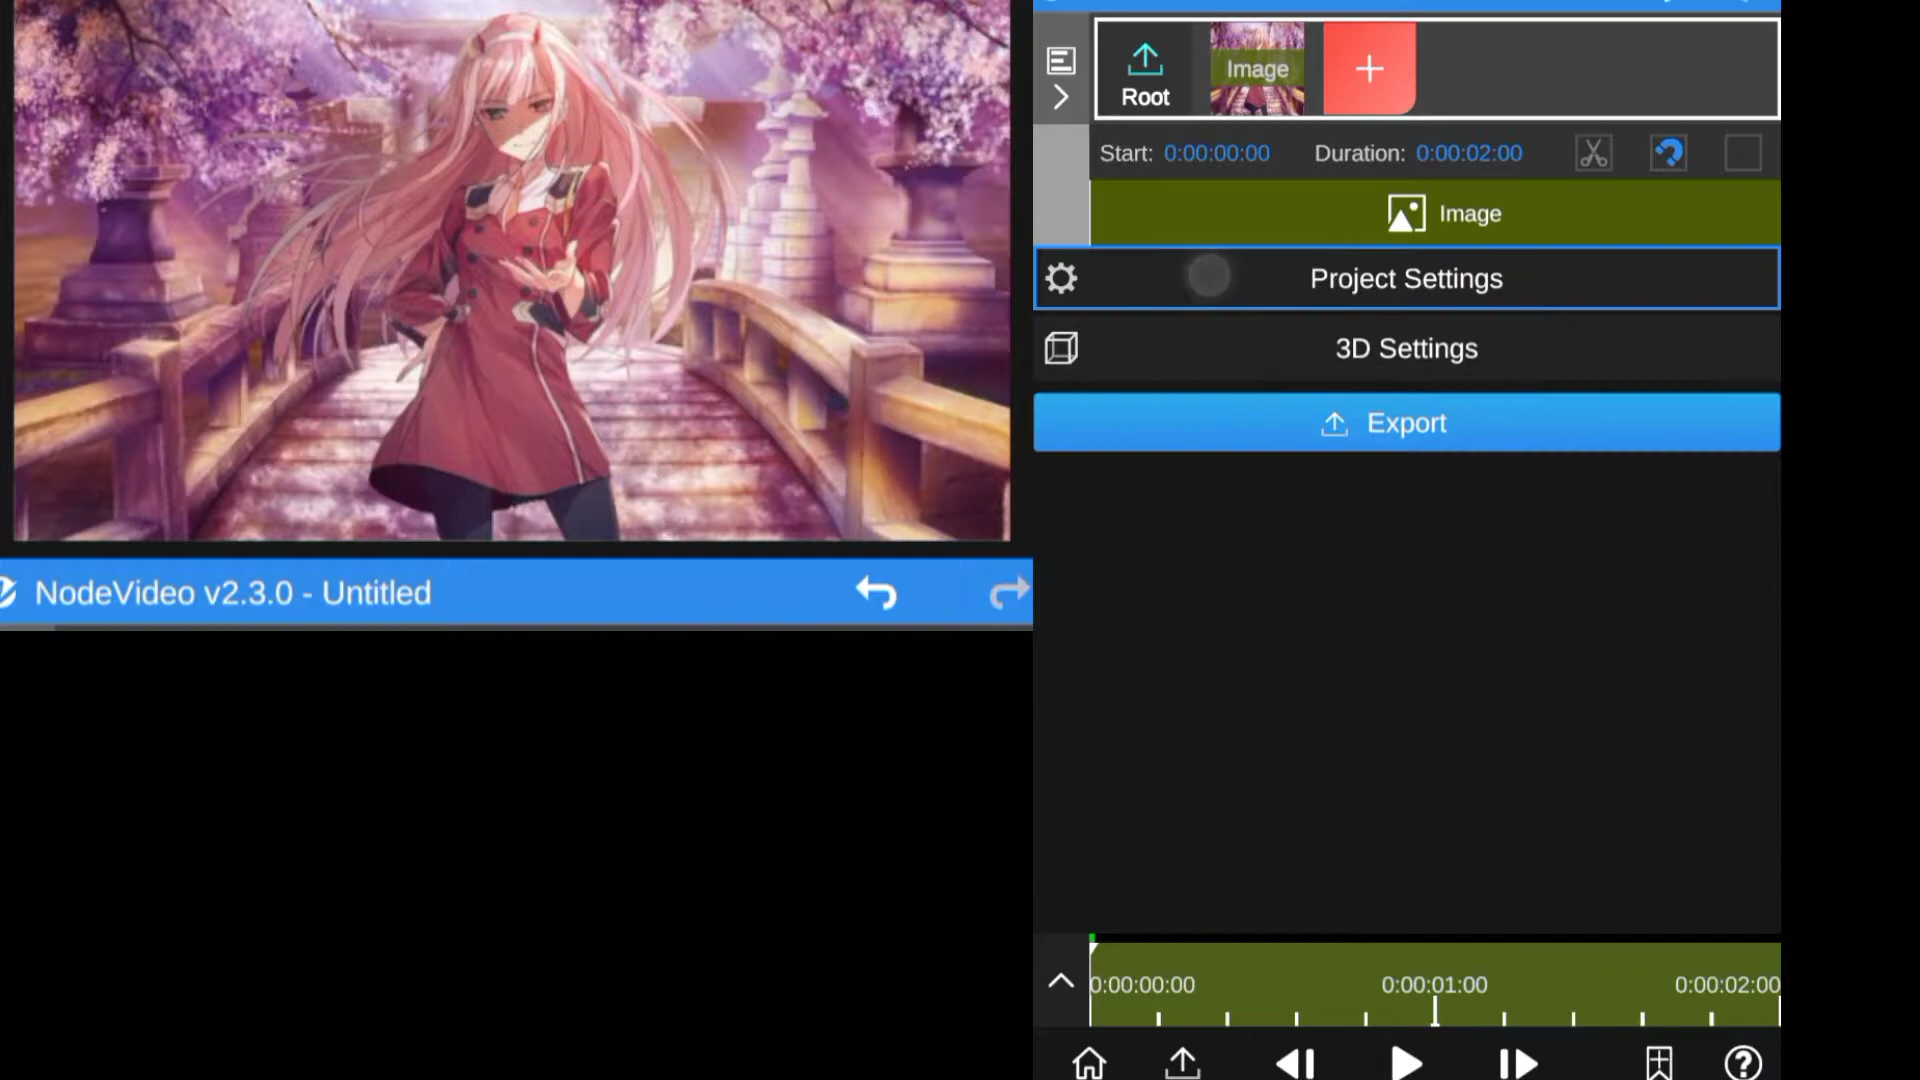 NodeVideo v2.3.0 - Untitled
Root
Image
Start: 0:00:00:00 Duration: 0:00:02:00
Image
Project Settings
3D Settings
Export
0:00:00:00 0:00:01:00 0:00:02:00